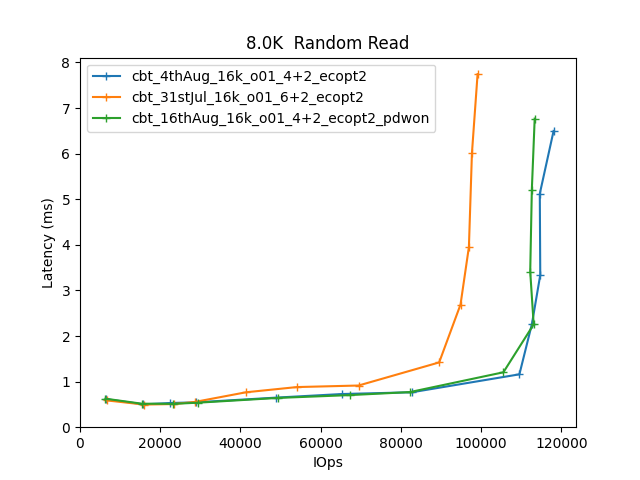 8.0K  Random Read
cbt_4thAug_16k_o01_4+2_ecopt2
cbt_31stJul_16k_o01_6+2_ecopt2
cbt_16thAug_16k_o01_4+2_ecopt2_pdwon
8
7
6
5
4
3
2
1
0
Latency (ms)
0 20000 40000 60000 80000 100000 120000
IOps